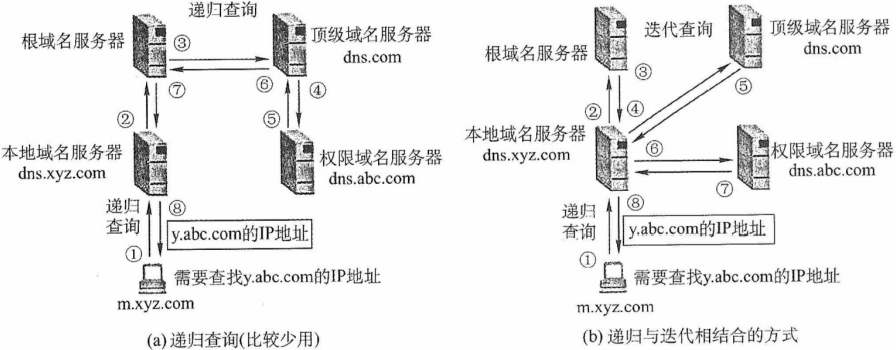 递归查询
根域名服务器
③
顶级域名服务器
dns.com
⑥
⑦
④
②
⑤
本地域名服务器
dns.xyz.com
权限域名服务器
dns.abc.com
递归
查询
⑧
y.abc.com的IP地址
①
需要查找y.abc.com的IP地址
m.xyz.com
(a) 递归查询(比较少用)
迭代查询
顶级域名服务器
dns.com
根域名服务器
③
⑤
②
④
本地域名服务器
dns.xyz.com
⑥
权限域名服务器
dns.abc.com
⑦
递归
查询
⑧
y.abc.com的IP地址
①
需要查找y.abc.com的IP地址
m.xyz.com
(b) 递归与迭代相结合的方式